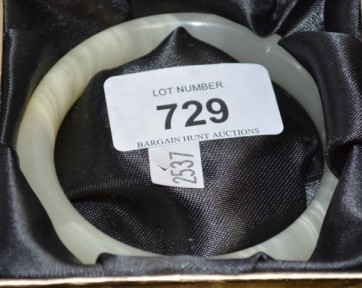 LOT NUMBER
729
BARGAIN HUNT AUCTIONS
2537